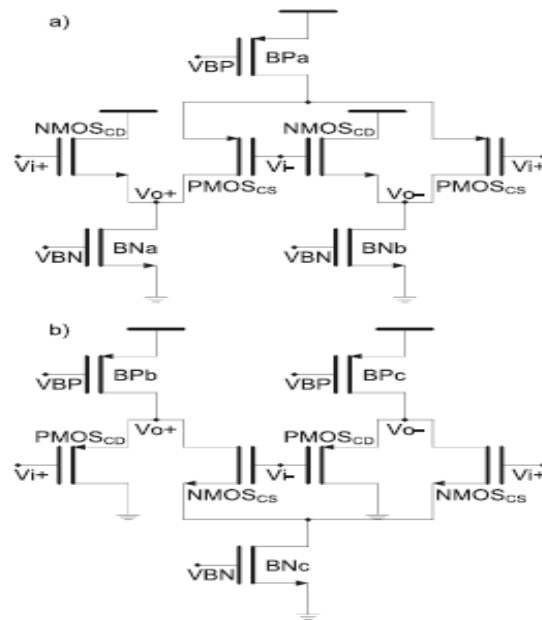 a)
VBP BPa
NMOSCD NMOSCD
Vi+ Vo+ PMOSCS Vi- Vo- PMOSCS Vi+
VBN BNa VBN BNb
b)
VBP BPb VBP BPc
PMOSCD Vo+ PMOSCD Vo-
Vi+ NMOSCS Vi- NMOSCS Vi+
VBN BNc